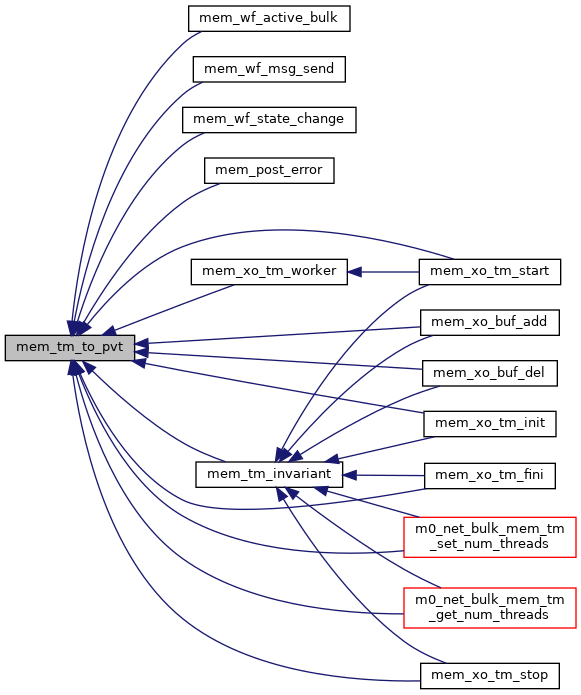 mem_wf_active_bulk
mem_wf_msg_send
mem_wf_state_change
mem_post_error
mem_xo_tm_worker
mem_xo_tm_start
mem_xo_buf_add
mem_tm_to_pvt
mem_xo_buf_del
mem_xo_tm_init
mem_tm_invariant
mem_xo_tm_fini
m0_net_bulk_mem_tm
_set_num_threads
m0_net_bulk_mem_tm
_get_num_threads
mem_xo_tm_stop